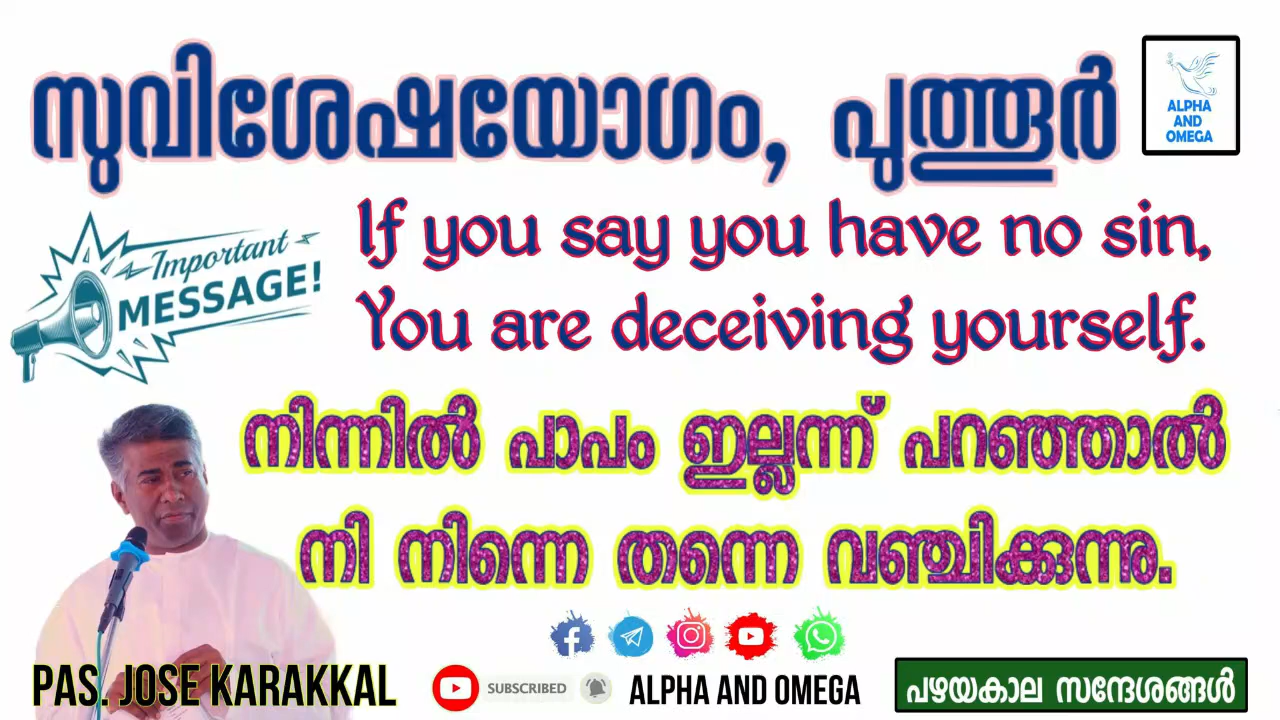 സുവിശേഷയോഗം, പുത്തൂർ
ALPHA
AND
OMEGA
Important
MESSAGE!
If you say you have no sin,
You are deceiving yourself.
നിന്നിൽ പാപം ഇല്ലന്ന് പറഞ്ഞാൽ
നി നിന്നെ തന്നെ വഞ്ചിക്കുന്നു.
PAS. JOSE KARAKKAL
SUBSCRIBED
ALPHA AND OMEGA
പഴയകാല സന്ദേശങ്ങൾ